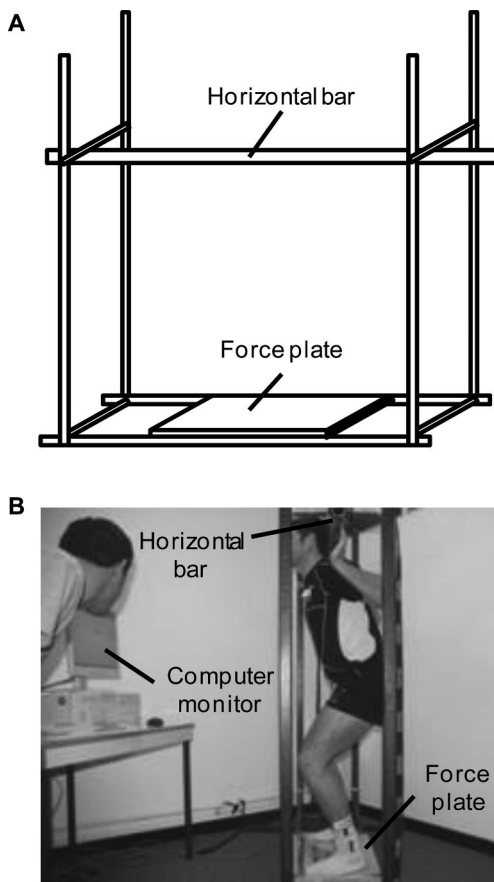 A
Horizontal bar
Force plate
B
Horizontal
bar
Computer
monitor
Force
plate